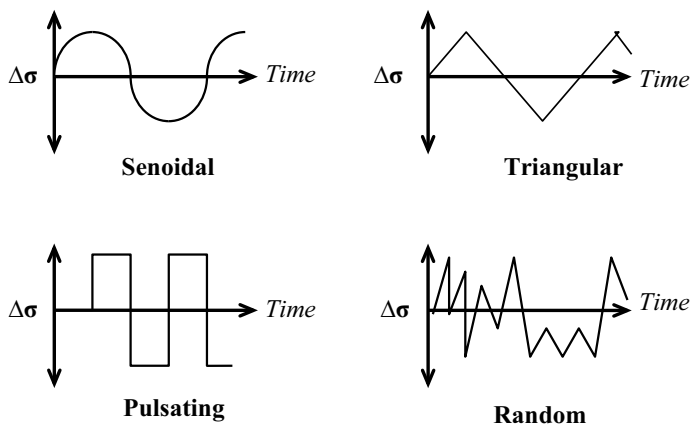 Δσ
Time
Senoidal
Δσ
Time
Triangular
Δσ
Time
Pulsating
Δσ
Time
Random